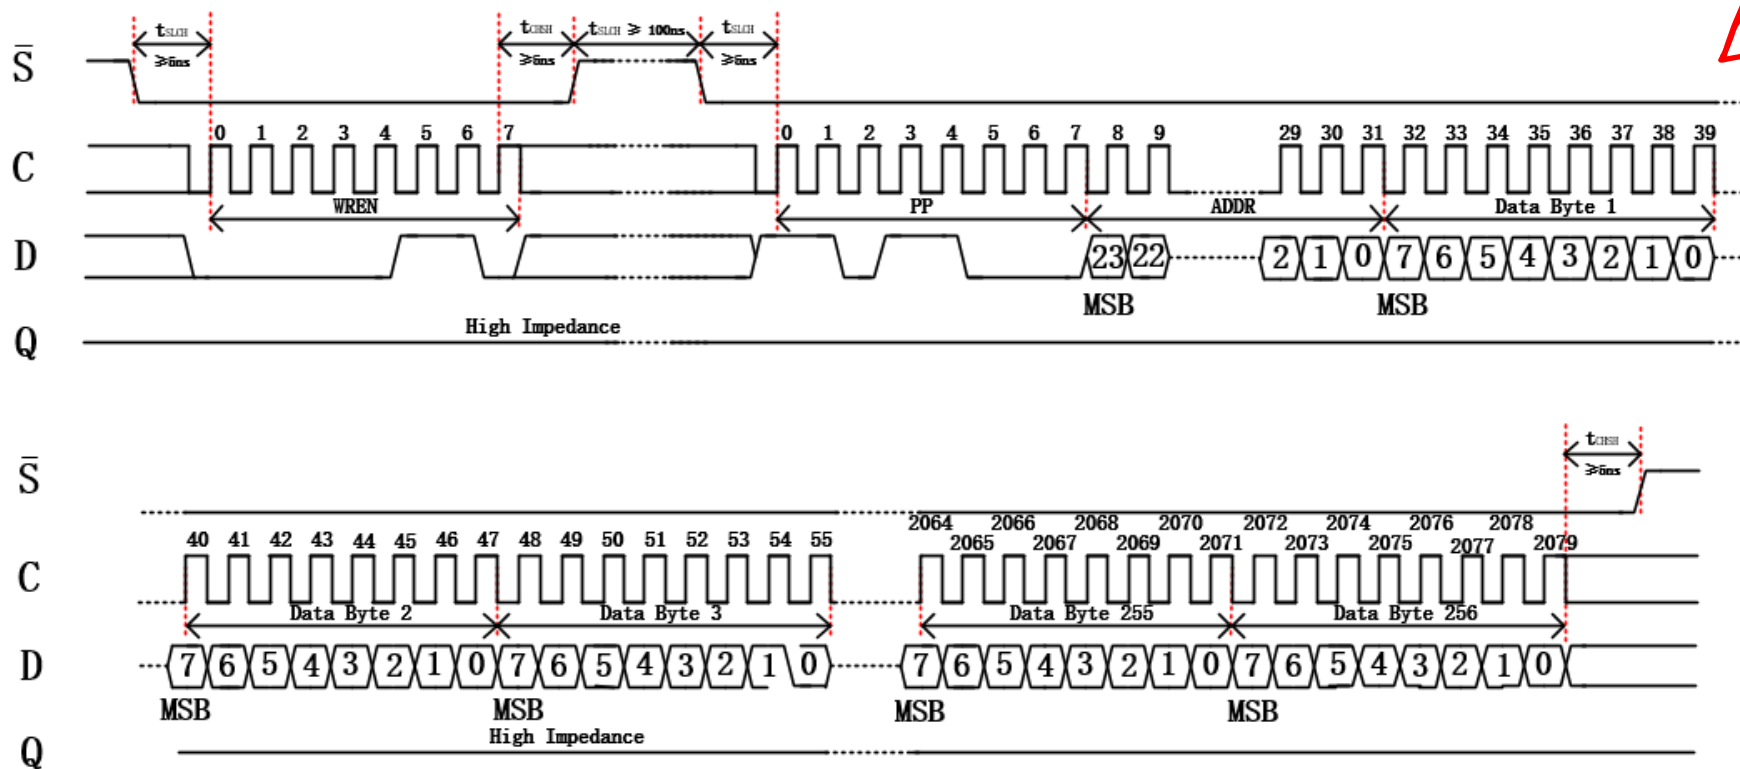 tSLCH tCHSH tSLCH ≥ 100ns tSLCH
≥5ns ≥5ns ≥5ns
S̅
0 1 2 3 4 5 6 7 0 1 2 3 4 5 6 7 8 9 29 30 31 32 33 34 35 36 37 38 39
C
WREN PP ADDR Data Byte 1
D 23 22 2 1 0 7 6 5 4 3 2 1 0
MSB MSB
High Impedance
Q
tCHSH
≥5ns
S̅
2064 2066 2068 2070 2072 2074 2076 2078
40 41 42 43 44 45 46 47 48 49 50 51 52 53 54 55 2065 2067 2069 2071 2073 2075 2077 2079
C
Data Byte 2 Data Byte 3 Data Byte 255 Data Byte 256
D 7 6 5 4 3 2 1 0 7 6 5 4 3 2 1 0 7 6 5 4 3 2 1 0 7 6 5 4 3 2 1 0
MSB MSB MSB MSB
High Impedance
Q